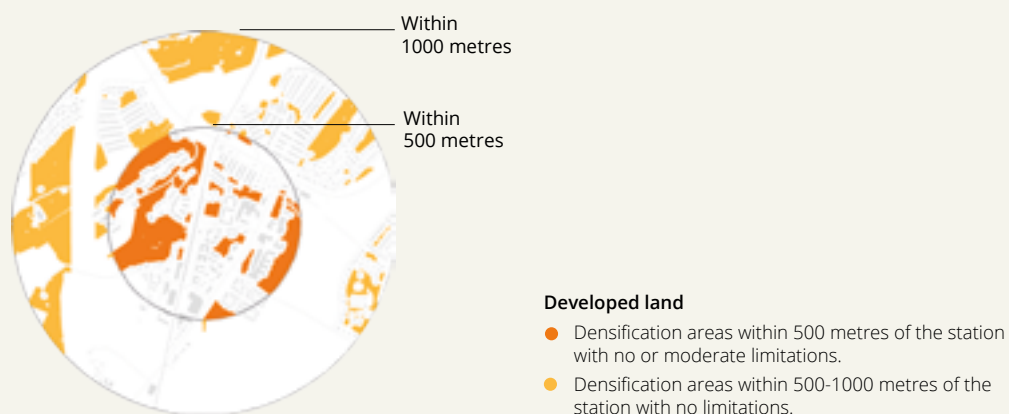 Within
1000 metres
Within
500 metres
Developed land
Densification areas within 500 metres of the station
with no or moderate limitations.
Densification areas within 500-1000 metres of the
station with no limitations.